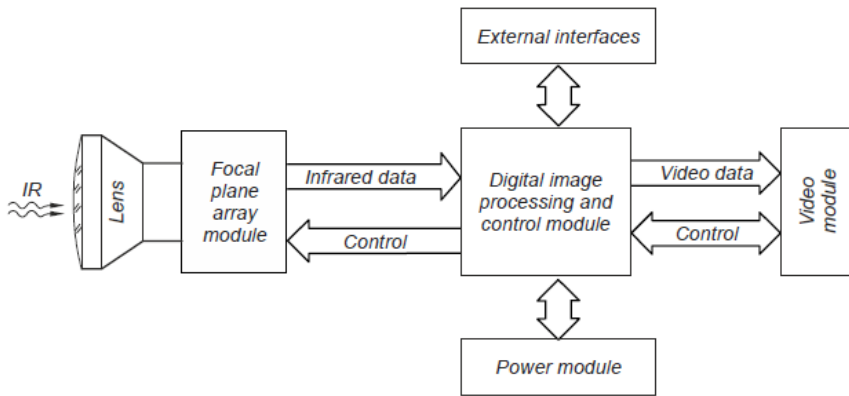 External interfaces
IR
Lens
Focal
plane
array
module
Infrared data
Control
Digital image
processing and
control module
Video data
Control
Video
module
Power module